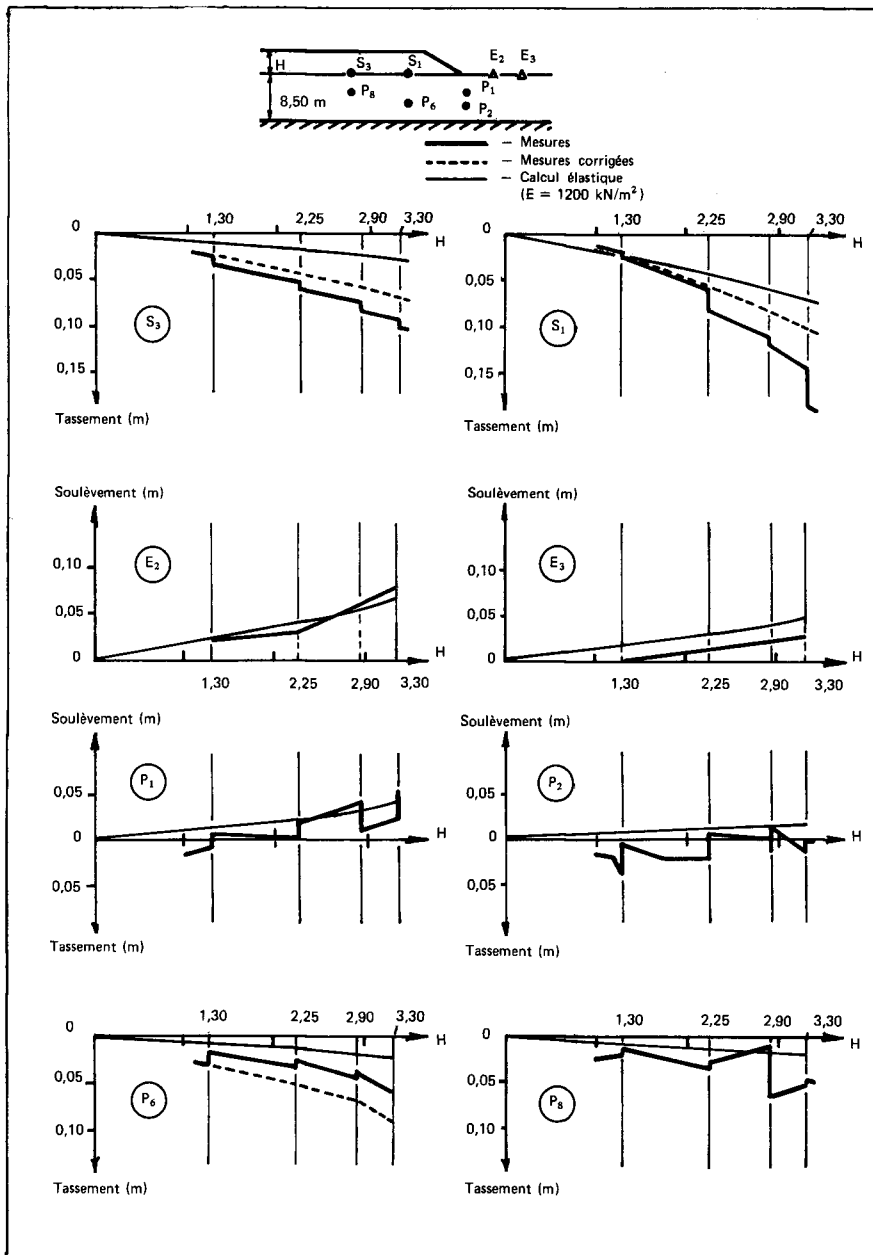 H
S₃
S₁
E₂
E₃
P₈
P₆
P₁
P₂
8,50 m
— Mesures
— Mesures corrigées
— Calcul élastique
(E = 1200 kN/m²)
0 1,30 2,25 2,90 3,30
H
0,05
0,10
0,15
S₃
Tassement (m)
0 1,30 2,25 2,90 3,30
H
0,05
0,10
0,15
S₁
Tassement (m)
Soulèvement (m)
E₂
0,10
0,05
0
H
1,30 2,25 2,90 3,30
Soulèvement (m)
E₃
0,10
0,05
0
H
1,30 2,25 2,90 3,30
Soulèvement (m)
P₁
0,05
0
H
0,05
Tassement (m)
Soulèvement (m)
P₂
0,05
0
H
0,05
Tassement (m)
0 1,30 2,25 2,90 3,30
H
0,05
P₆
0,10
Tassement (m)
0 1,30 2,25 2,90 3,30
H
0,05
P₈
0,10
Tassement (m)